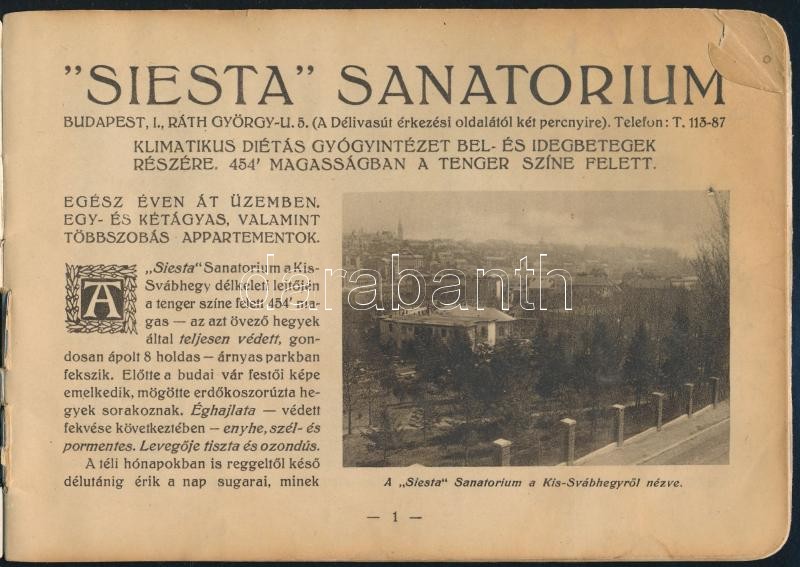 "SIESTA" SANATORIUM
BUDAPEST, I., RÁTH GYÖRGY-U. 5. (A Délivasút érkezési oldalától két percnyire). Telefon: T. 113-87
KLIMATIKUS DIÉTÁS GYÓGYINTÉZET BEL- ÉS IDEGBETEGEK
RÉSZÉRE. 454' MAGASSÁGBAN A TENGER SZÍNE FELETT.
EGÉSZ ÉVEN ÁT ÜZEMBEN.
EGY- ÉS KÉTÁGYAS, VALAMINT
TÖBBSZOBÁS APPARTEMENTOK.
A „Siesta" Sanatorium a Kis-
Svábhegy délkeleti lejtőjén
a tenger színe felett 454' ma-
gas — az azt övező hegyek
által teljesen védett, gon-
dosan ápolt 8 holdas — árnyas parkban
fekszik. Előtte a budai vár festői képe
emelkedik, mögötte erdőkoszorúzta he-
gyek sorakoznak. Éghajlata — védett
fekvése következtében — enyhe, szél- és
pormentes. Levegője tiszta és ozondús.
A téli hónapokban is reggeltől késő
délutánig érik a nap sugarai, minek
A „Siesta" Sanatorium a Kis-Svábhegyről nézve.
— 1 —
darabanth.com